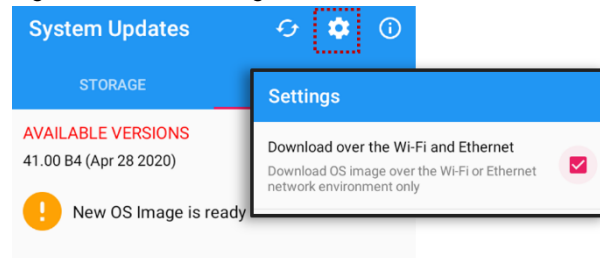 System Updates
STORAGE
AVAILABLE VERSIONS
41.00 B4 (Apr 28 2020)
New OS Image is ready
Settings
Download over the Wi-Fi and Ethernet
Download OS image over the Wi-Fi or Ethernet
network environment only